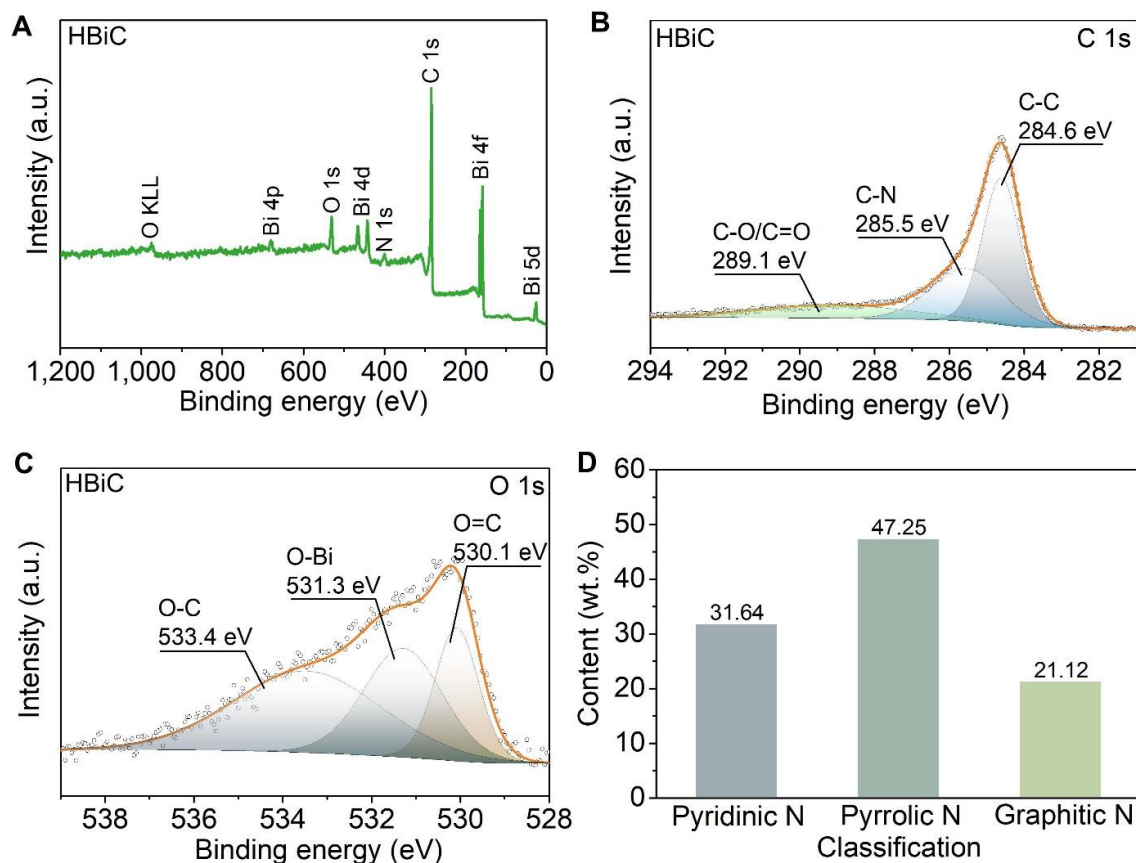 A
HBiC
Intensity (a.u.)
O KLL
Bi 4p
O 1s
Bi 4d
N 1s
C 1s
Bi 4f
Bi 5d
1,200 1,000 800 600 400 200 0
Binding energy (eV)
B
HBiC
C 1s
Intensity (a.u.)
C-C
284.6 eV
C-N
285.5 eV
C-O/C=O
289.1 eV
294 292 290 288 286 284 282
Binding energy (eV)
C
HBiC
O 1s
Intensity (a.u.)
O=C
530.1 eV
O-Bi
531.3 eV
O-C
533.4 eV
538 536 534 532 530 528
Binding energy (eV)
D
Content (wt.%)
60
50
40
30
20
10
0
31.64
47.25
21.12
Pyridinic N Pyrrolic N Graphitic N
Classification